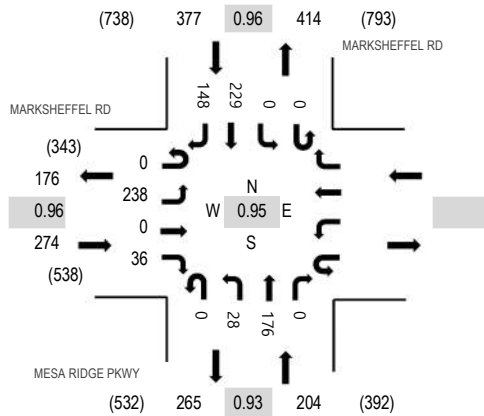 (738) 377 0.96 414 (793)
MARKSHEFFEL RD
148 229 0 0
MARKSHEFFEL RD
(343)
176
0.96
274
(538)
0
238
0
36
N
W 0.95 E
S
0 28 176 0
MESA RIDGE PKWY
(532) 265 0.93 204 (392)